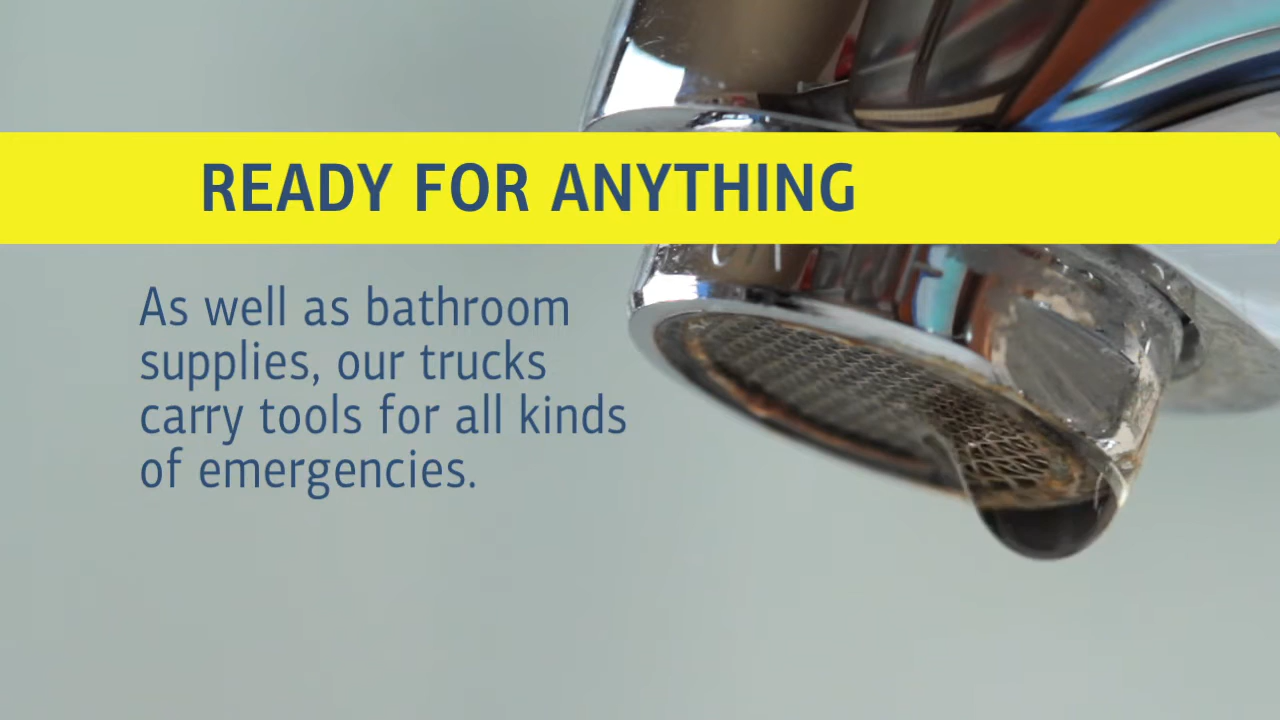 READY FOR ANYTHING
As well as bathroom
supplies, our trucks
carry tools for all kinds
of emergencies.